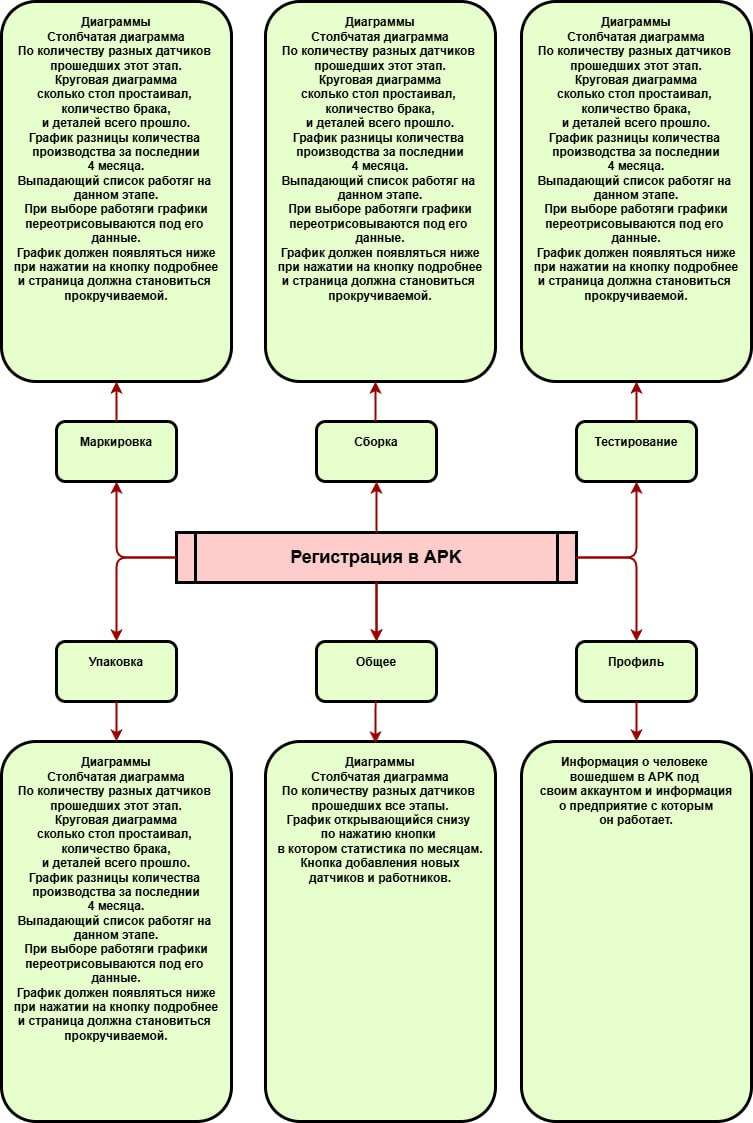 Диаграммы
Столбчатая диаграмма
По количеству разных датчиков
прошедших этот этап.
Круговая диаграмма
сколько стол простаивал,
количество брака,
и деталей всего прошло.
График разницы количества
производства за последнии
4 месяца.
Выпадающий список работяг на
данном этапе.
При выборе работяги графики
переотрисовываются под его
данные.
График должен появляться ниже
при нажатии на кнопку подробнее
и страница должна становиться
прокручиваемой.
Диаграммы
Столбчатая диаграмма
По количеству разных датчиков
прошедших этот этап.
Круговая диаграмма
сколько стол простаивал,
количество брака,
и деталей всего прошло.
График разницы количества
производства за последнии
4 месяца.
Выпадающий список работяг на
данном этапе.
При выборе работяги графики
переотрисовываются под его
данные.
График должен появляться ниже
при нажатии на кнопку подробнее
и страница должна становиться
прокручиваемой.
Диаграммы
Столбчатая диаграмма
По количеству разных датчиков
прошедших этот этап.
Круговая диаграмма
сколько стол простаивал,
количество брака,
и деталей всего прошло.
График разницы количества
производства за последнии
4 месяца.
Выпадающий список работяг на
данном этапе.
При выборе работяги графики
переотрисовываются под его
данные.
График должен появляться ниже
при нажатии на кнопку подробнее
и страница должна становиться
прокручиваемой.
Маркировка
Сборка
Тестирование
Регистрация в АРК
Упаковка
Общее
Профиль
Диаграммы
Столбчатая диаграмма
По количеству разных датчиков
прошедших этот этап.
Круговая диаграмма
сколько стол простаивал,
количество брака,
и деталей всего прошло.
График разницы количества
производства за последнии
4 месяца.
Выпадающий список работяг на
данном этапе.
При выборе работяги графики
переотрисовываются под его
данные.
График должен появляться ниже
при нажатии на кнопку подробнее
и страница должна становиться
прокручиваемой.
Диаграммы
Столбчатая диаграмма
По количеству разных датчиков
прошедших все этапы.
График открывающийся снизу
по нажатию кнопки
в котором статистика по месяцам.
Кнопка добавления новых
датчиков и работников.
Информация о человеке
вошедшем в АРК под
своим аккаунтом и информация
о предприятие с которым
он работает.